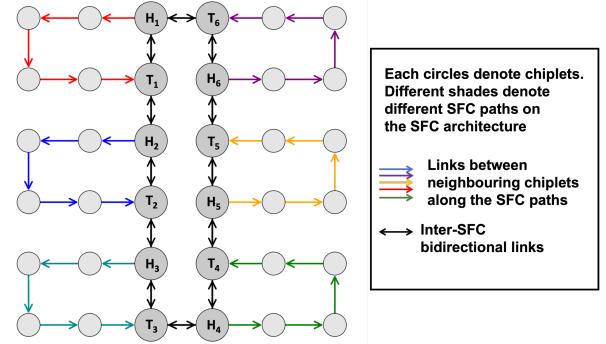 H1 T6
T1 H6
H2 T5
T2 H5
H3 T4
T3 H4
Each circles denote chiplets.
Different shades denote
different SFC paths on
the SFC architecture
Links between
neighbouring chiplets
along the SFC paths
Inter-SFC
bidirectional links